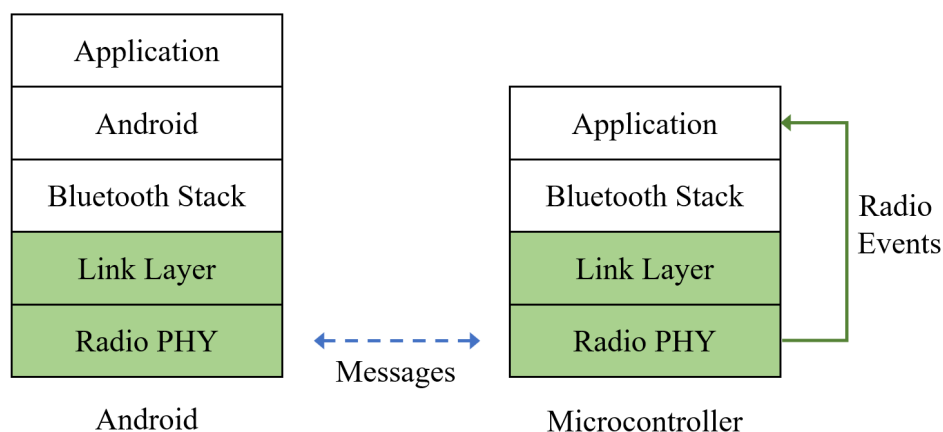 Application
Android
Bluetooth Stack
Link Layer
Radio PHY
Android
Messages
Application
Bluetooth Stack
Link Layer
Radio PHY
Microcontroller
Radio
Events